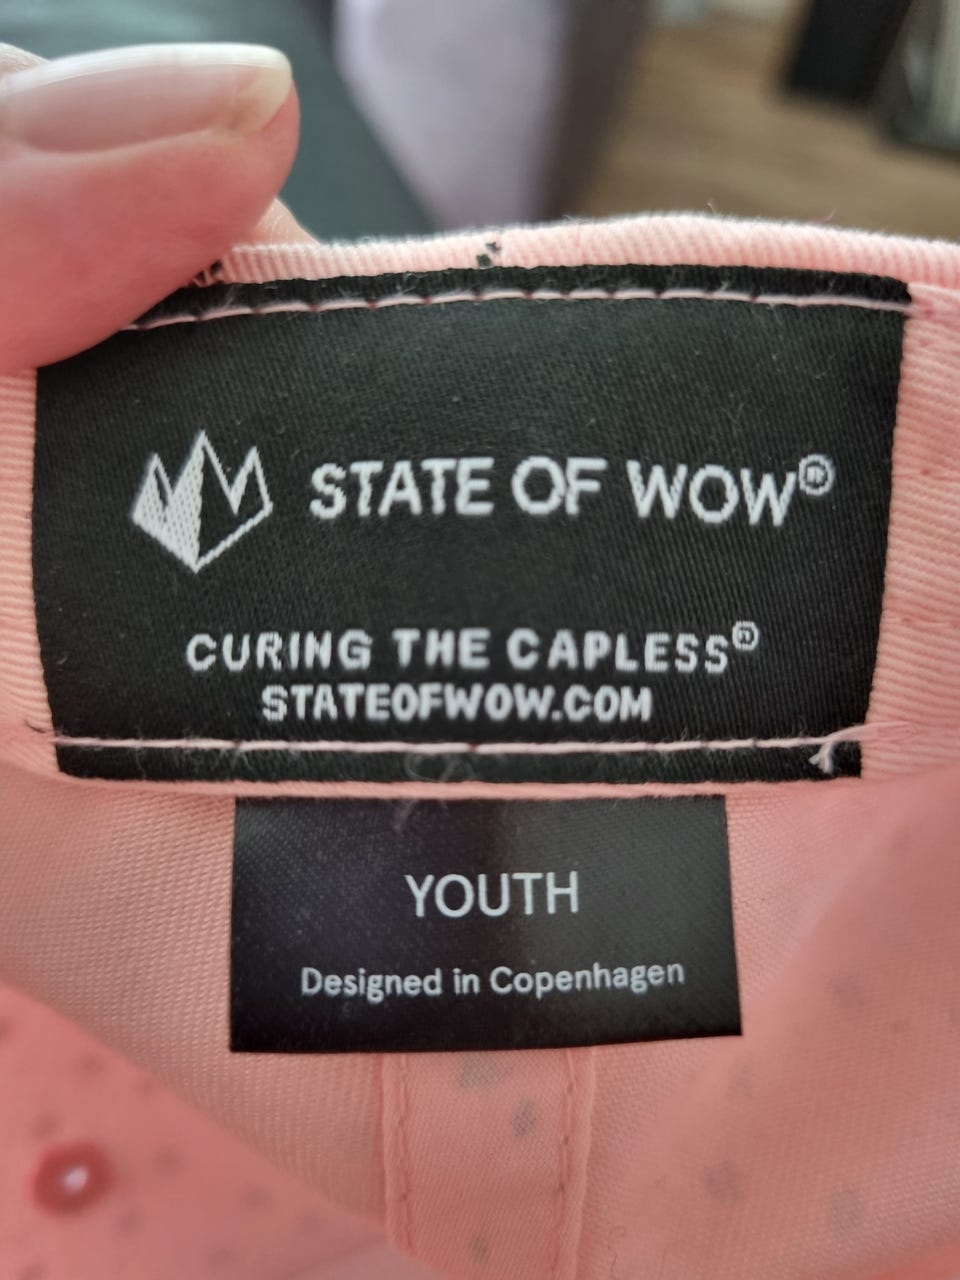 STATE OF WOW®
CURING THE CAPLESS®
STATEOFWOW.COM
YOUTH
Designed in Copenhagen